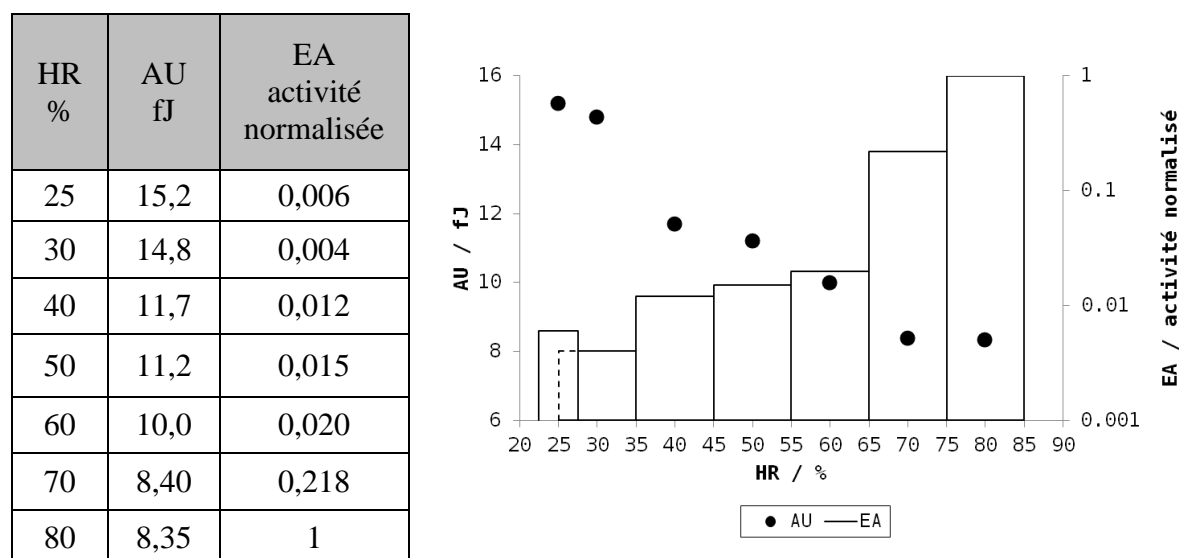 HR
%
AU
fJ
EA
activité
normalisée
25 15,2 0,006
30 14,8 0,004
40 11,7 0,012
50 11,2 0,015
60 10,0 0,020
70 8,40 0,218
80 8,35 1
16
14
12
10
8
6
AU / fJ
1
0.1
0.01
0.001
EA / activité normalisé
20 25 30 35 40 45 50 55 60 65 70 75 80 85 90
HR / %
AU EA